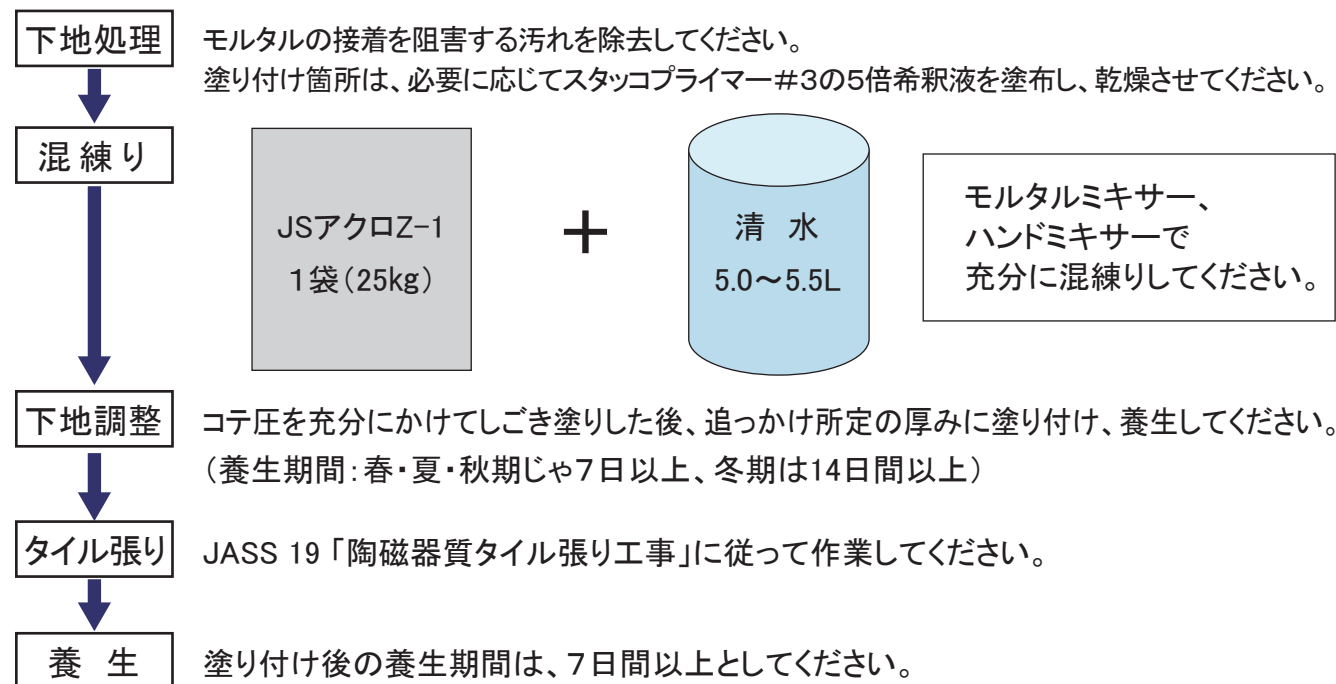 下地処理
モルタルの接着を阻害する汚れを除去してください。
塗り付け箇所は、必要に応じてスタッコプライマー＃3の5倍希釈液を塗布し、乾燥させてください。
混練り
JSアクロZ-1
1袋（25kg）
＋
清 水
5.0～5.5L
モルタルミキサー、
ハンドミキサーで
充分に混練りしてください。
下地調整
コテ圧を充分にかけてしごき塗りした後、追っかけ所定の厚みに塗り付け、養生してください。
（養生期間：春・夏・秋期じゃ7日以上、冬期は14日間以上）
タイル張り
JASS 19「陶磁器質タイル張り工事」に従って作業してください。
養 生
塗り付け後の養生期間は、7日間以上としてください。